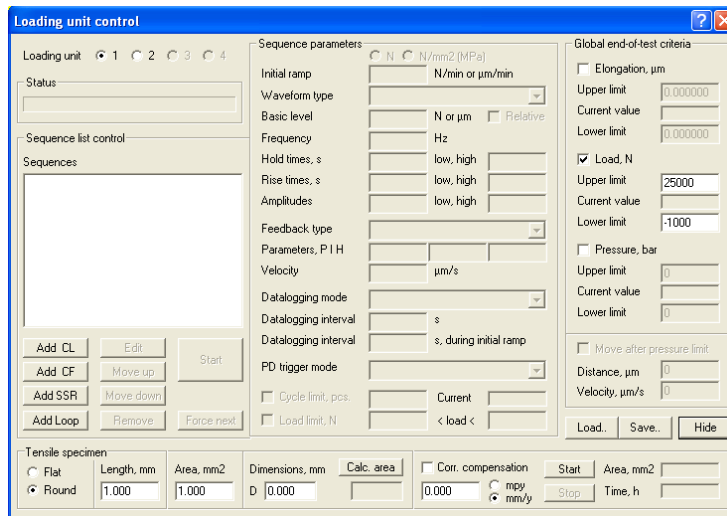 Loading unit control
Loading unit 1 2 3 4
Status
Sequence list control
Sequences
Add CL Edit Start
Add CF Move up
Add SSR Move down
Add Loop Remove Force next
Sequence parameters
N N/mm2 (MPa)
Initial ramp N/min or µm/min
Waveform type
Basic level N or µm Relative
Frequency Hz
Hold times, s low, high
Rise times, s low, high
Amplitudes low, high
Feedback type
Parameters, P I H
Velocity µm/s
Datalogging mode
Datalogging interval s
Datalogging interval s, during initial ramp
PD trigger mode
Cycle limit, pcs. Current
Load limit, N < load <
Global end-of-test criteria
Elongation, µm
Upper limit 0.000000
Current value
Lower limit 0.000000
Load, N
Upper limit 25000
Current value
Lower limit -1000
Pressure, bar
Upper limit 0
Current value
Lower limit 0
Move after pressure limit
Distance, µm
Velocity, µm/s
Load.. Save.. Hide
Tensile specimen
Flat Length, mm Area, mm2 Dimensions, mm Calc. area Corr. compensation Start Area, mm2
Round 1.000 1.000 D 0.000 0.000 mpy mm/y Stop Time, h